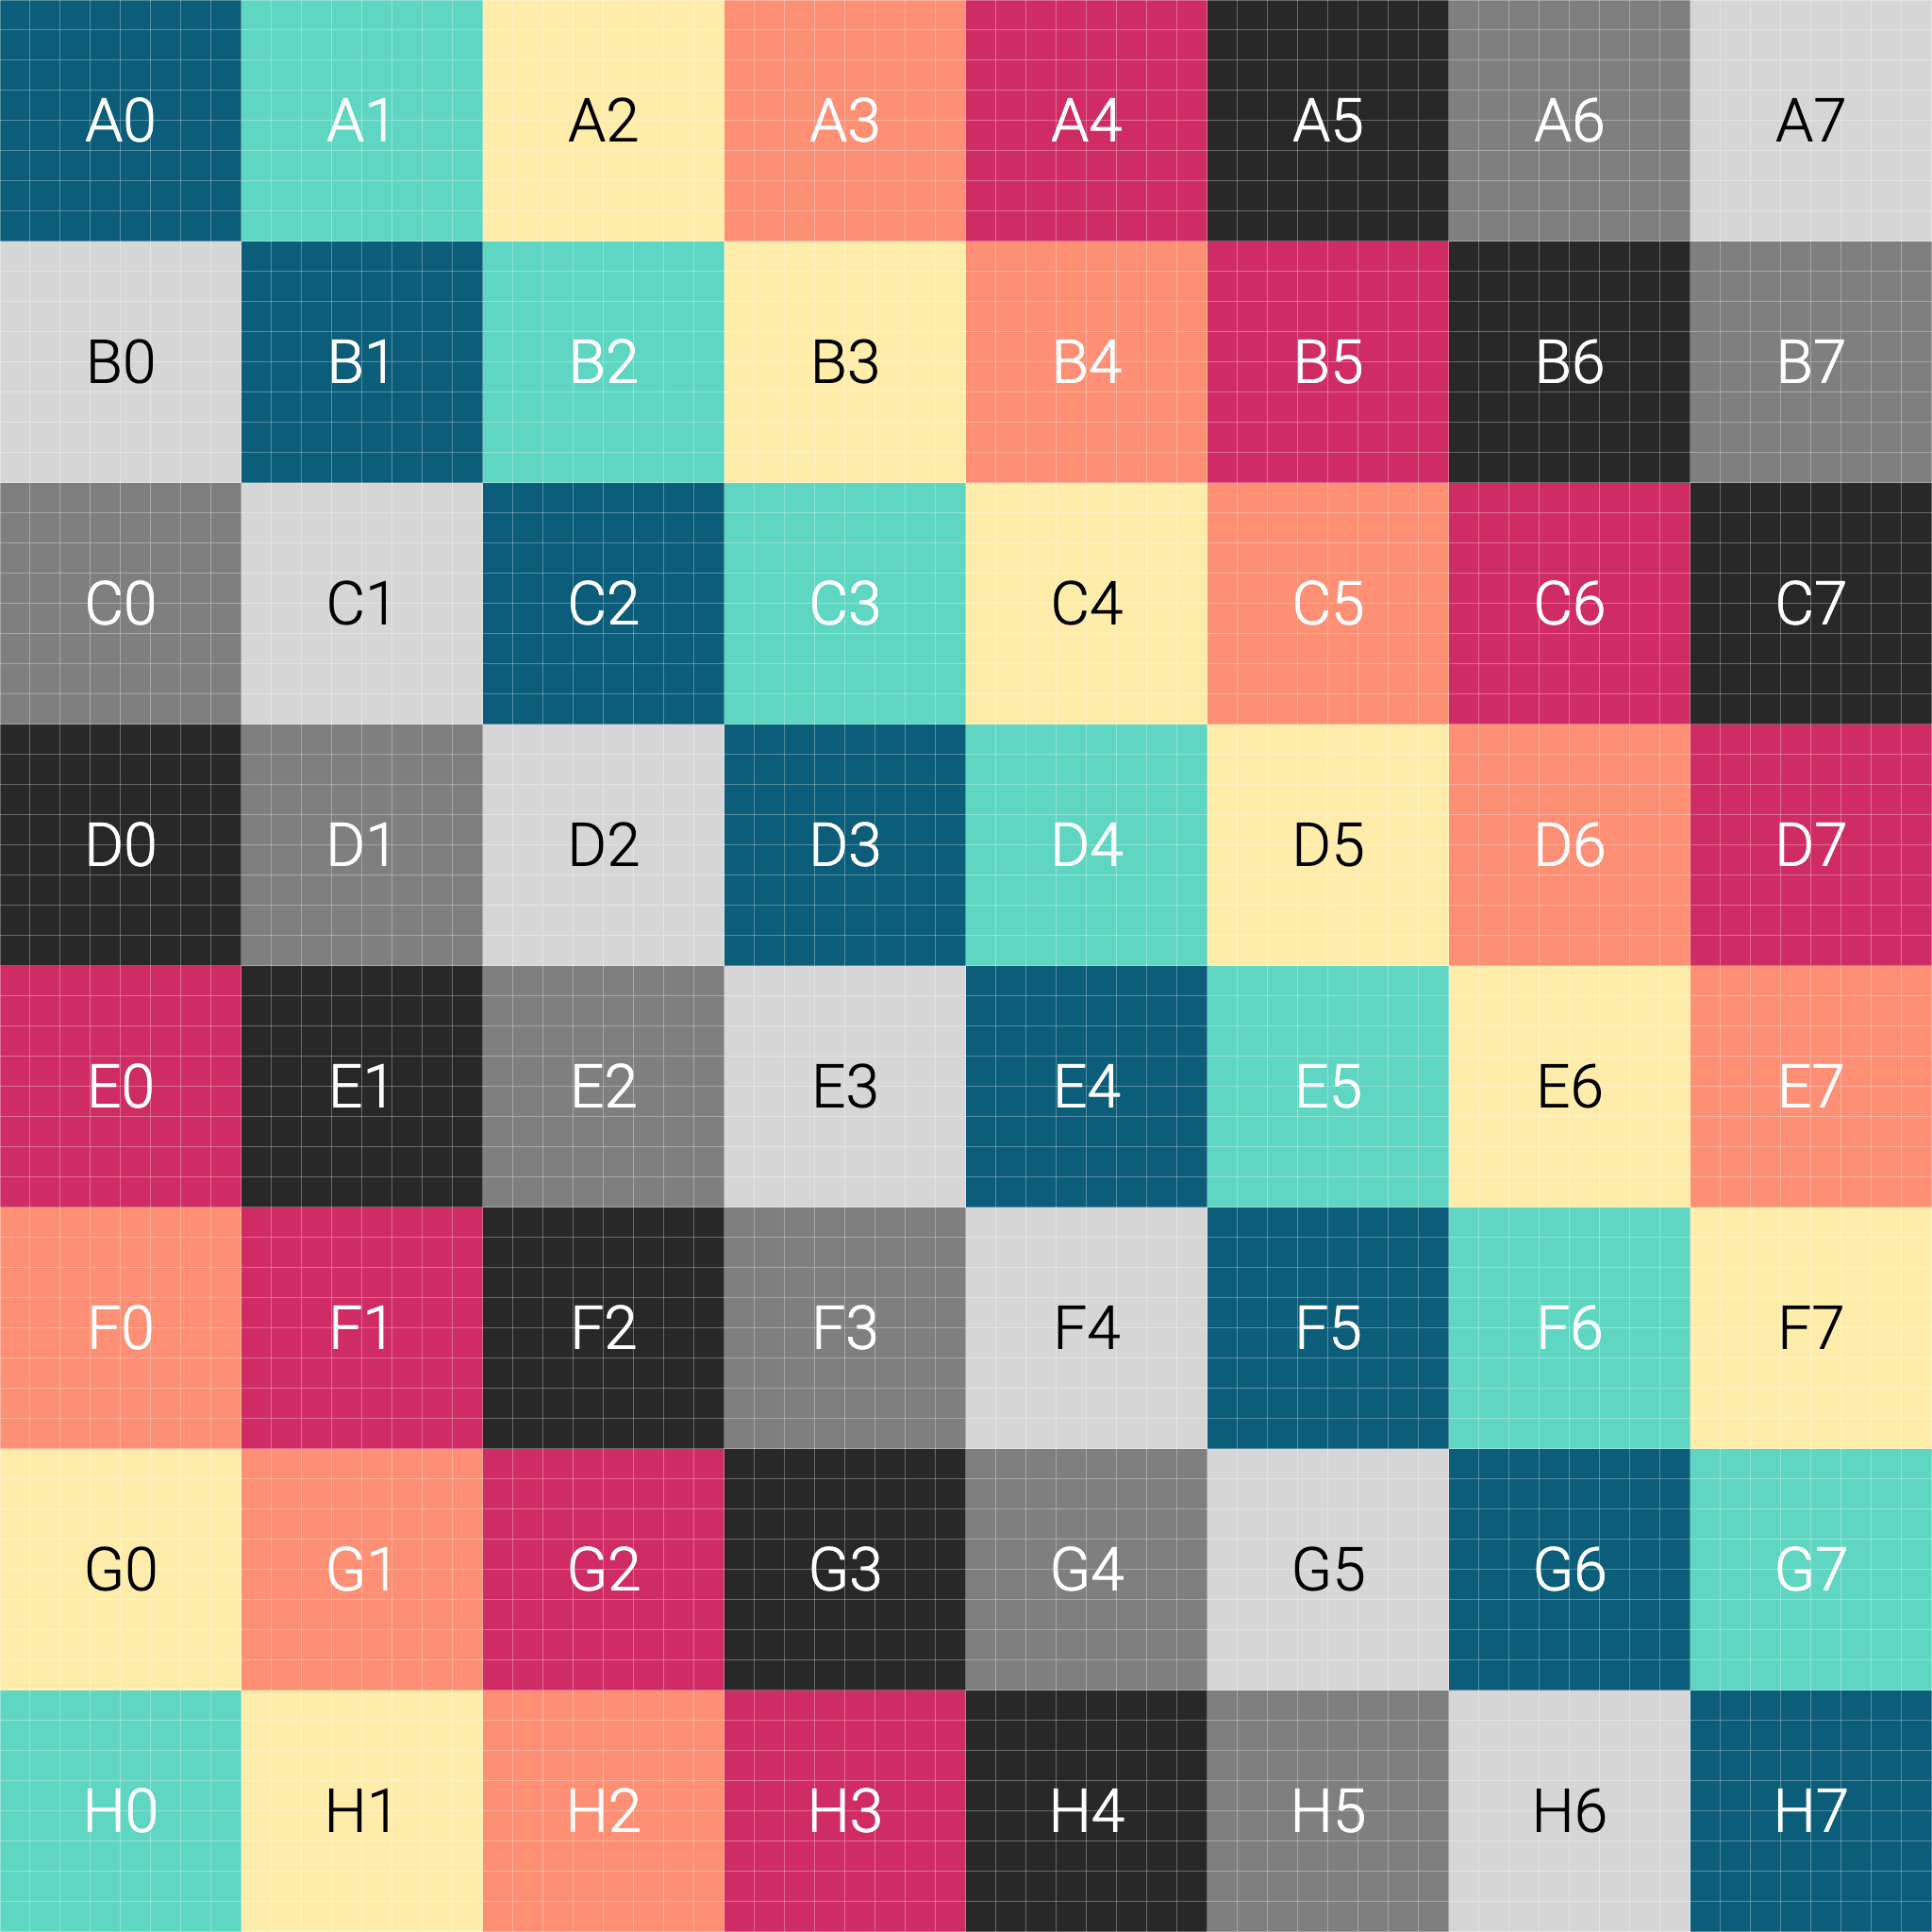 A0 A1 A2 A3 A4 A5 A6 A7
B0 B1 B2 B3 B4 B5 B6 B7
C0 C1 C2 C3 C4 C5 C6 C7
D0 D1 D2 D3 D4 D5 D6 D7
E0 E1 E2 E3 E4 E5 E6 E7
F0 F1 F2 F3 F4 F5 F6 F7
G0 G1 G2 G3 G4 G5 G6 G7
H0 H1 H2 H3 H4 H5 H6 H7